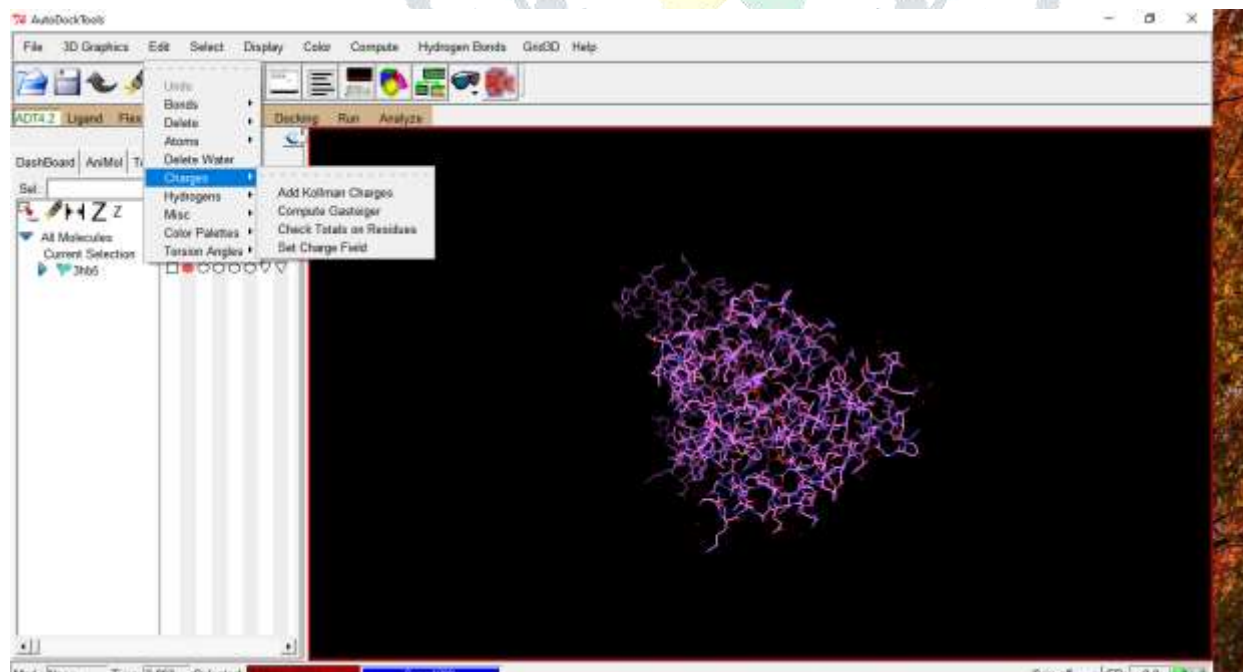 AutoDockTools
File 3D Graphics Edit Select Display Color Compute Hydrogen Bonds Grid3D Help
ADT4.2 Ligand Docking Run Analyze
Undo
Bonds
Delete
Atoms
Delete Water
Charges
Hydrogens
Misc
Color Palettes
Torsion Angles
Add Kollman Charges
Compute Gasteiger
Check Totals on Residues
Set Charge Field
DashBoard AniMol
Sel:
Z Z
All Molecules
Current Selection
3hb5